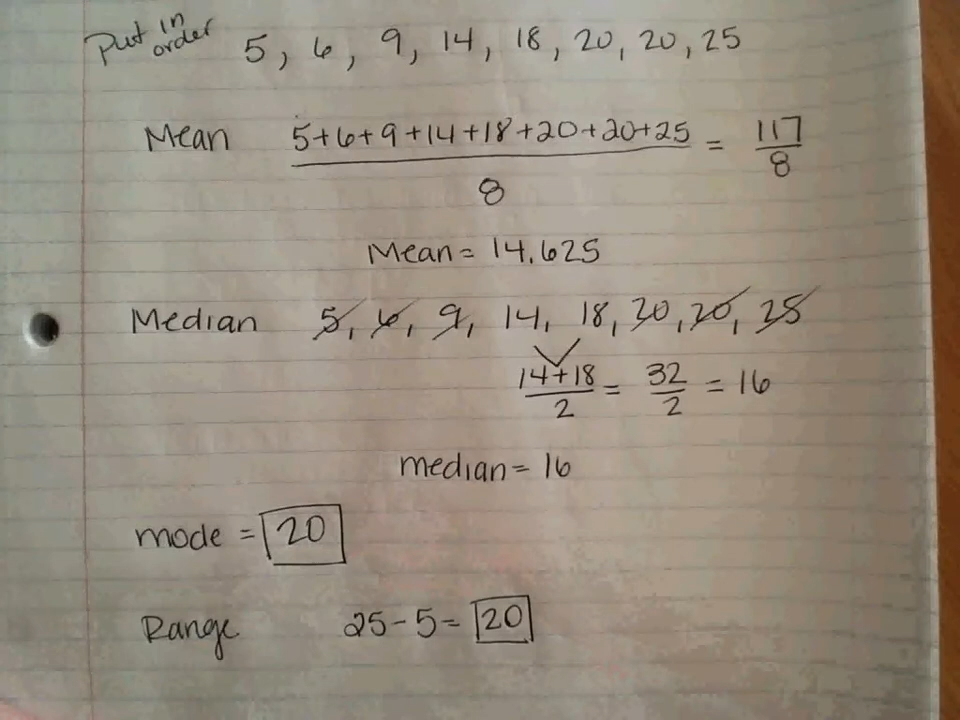 Put in order 5, 6, 9, 14, 18, 20, 20, 25
Mean 5+6+9+14+18+20+20+25 / 8 = 117 / 8
Mean = 14.625
Median 5, 6, 9, 14, 18, 20, 20, 25
14+18 / 2 = 32 / 2 = 16
median = 16
mode = 20
Range 25 - 5 = 20